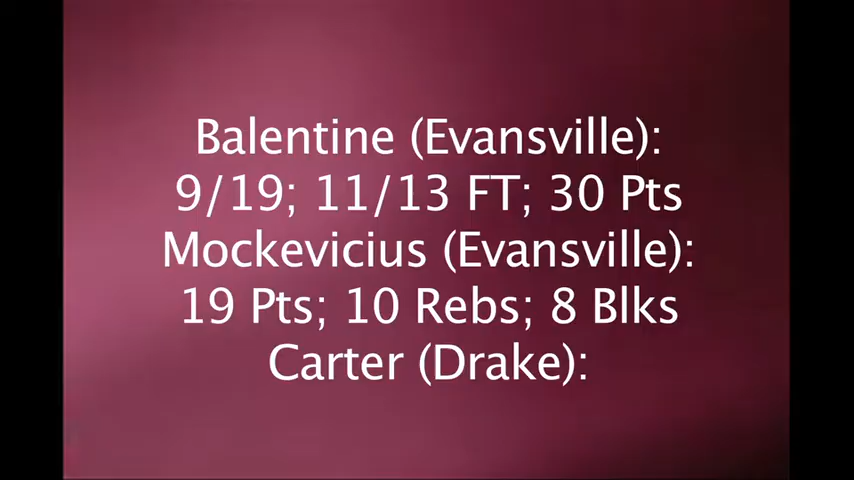 Balentine (Evansville):
9/19; 11/13 FT; 30 Pts
Mockevicius (Evansville):
19 Pts; 10 Rebs; 8 Blks
Carter (Drake):